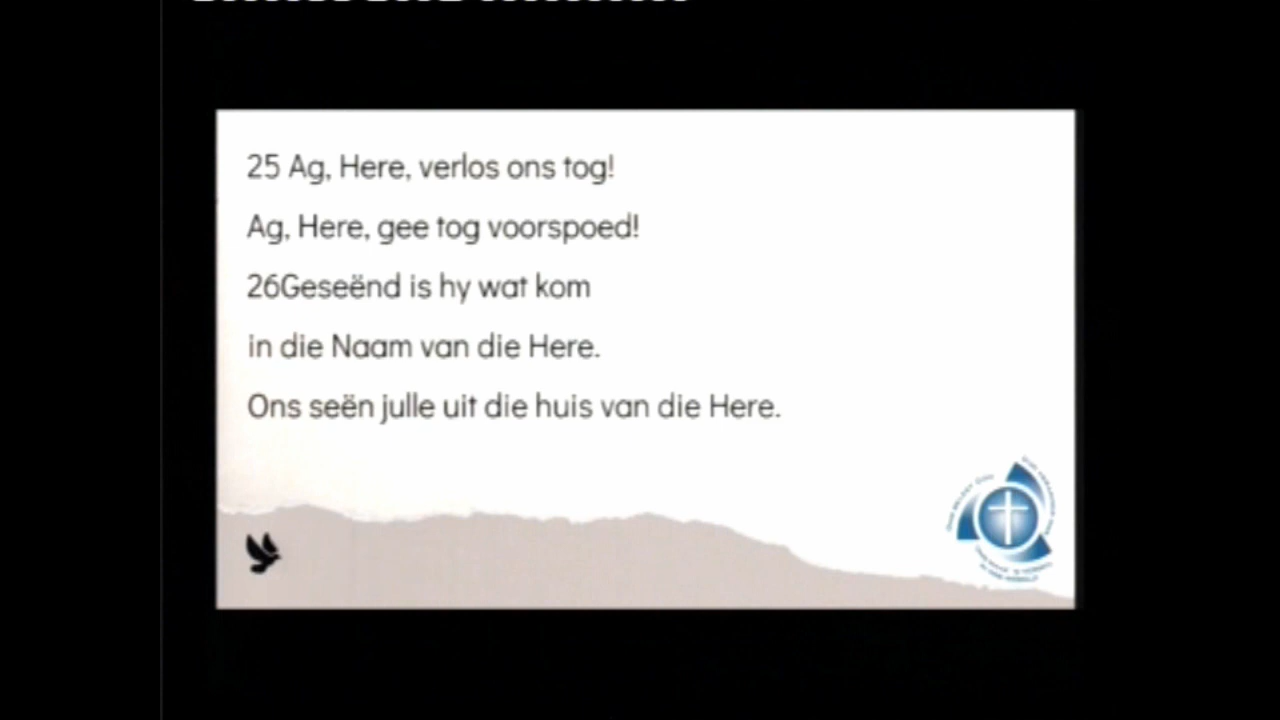 25 Ag, Here, verlos ons tog!
Ag, Here, gee tog voorspoed!
26Geseënd is hy wat kom
in die Naam van die Here.
Ons seën julle uit die huis van die Here.